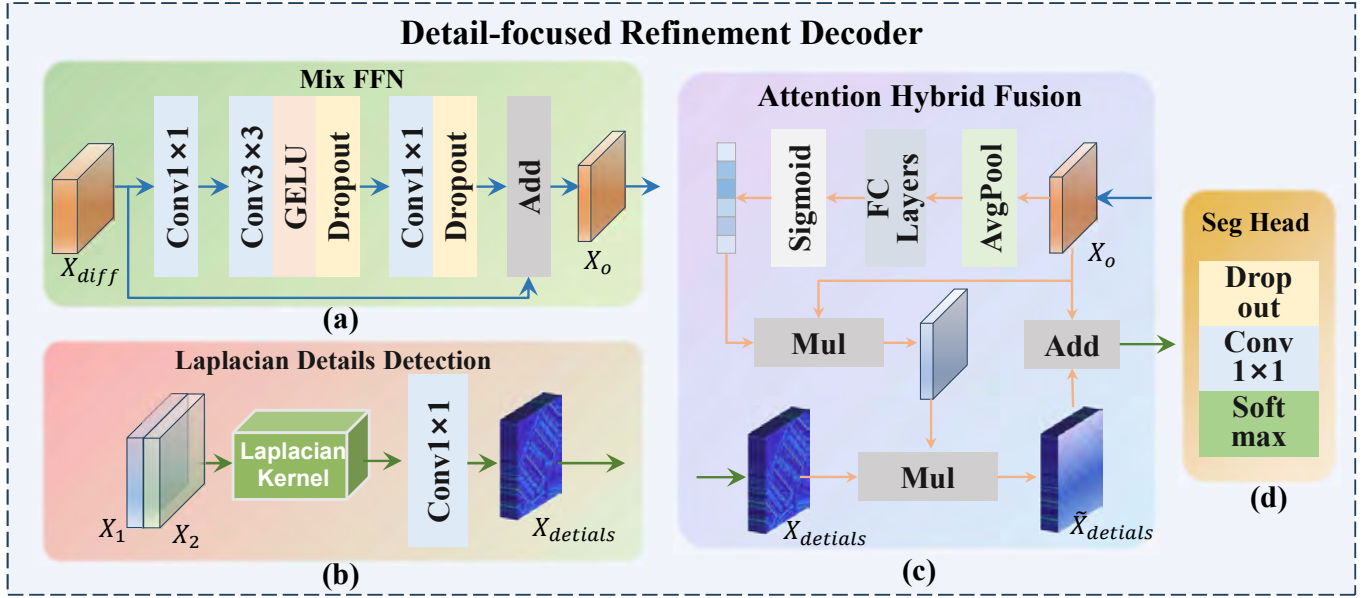 Detail-focused Refinement Decoder
Mix FFN
X_diff
Conv1×1
Conv3×3
GELU
Dropout
Conv1×1
Dropout
Add
X_o
(a)
Laplacian Details Detection
X_1
X_2
Laplacian
Kernel
Conv1×1
X_detials
(b)
Attention Hybrid Fusion
Sigmoid
FC
Layers
AvgPool
X_o
Mul
Add
X_detials
Mul
X̃_detials
(c)
Seg Head
Drop
out
Conv
1×1
Soft
max
(d)